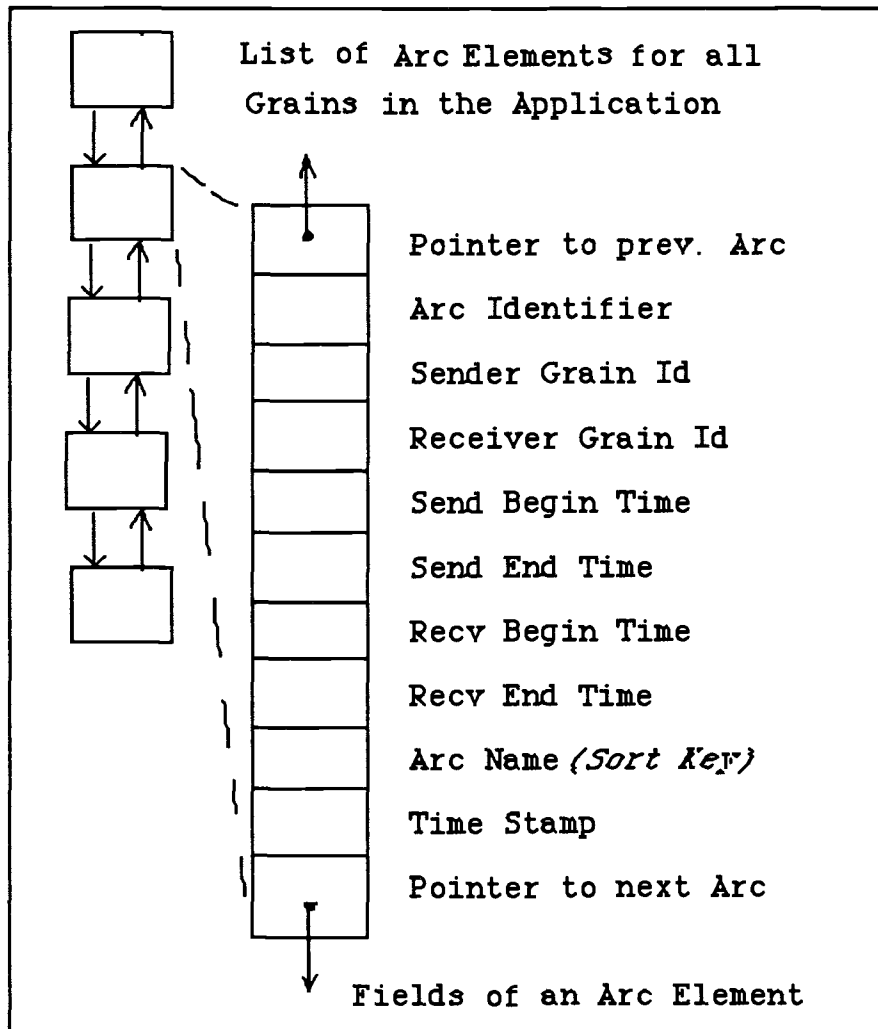 List of Arc Elements for all
Grains in the Application
Pointer to prev. Arc
Arc Identifier
Sender Grain Id
Receiver Grain Id
Send Begin Time
Send End Time
Recv Begin Time
Recv End Time
Arc Name (Sort Key)
Time Stamp
Pointer to next Arc
Fields of an Arc Element